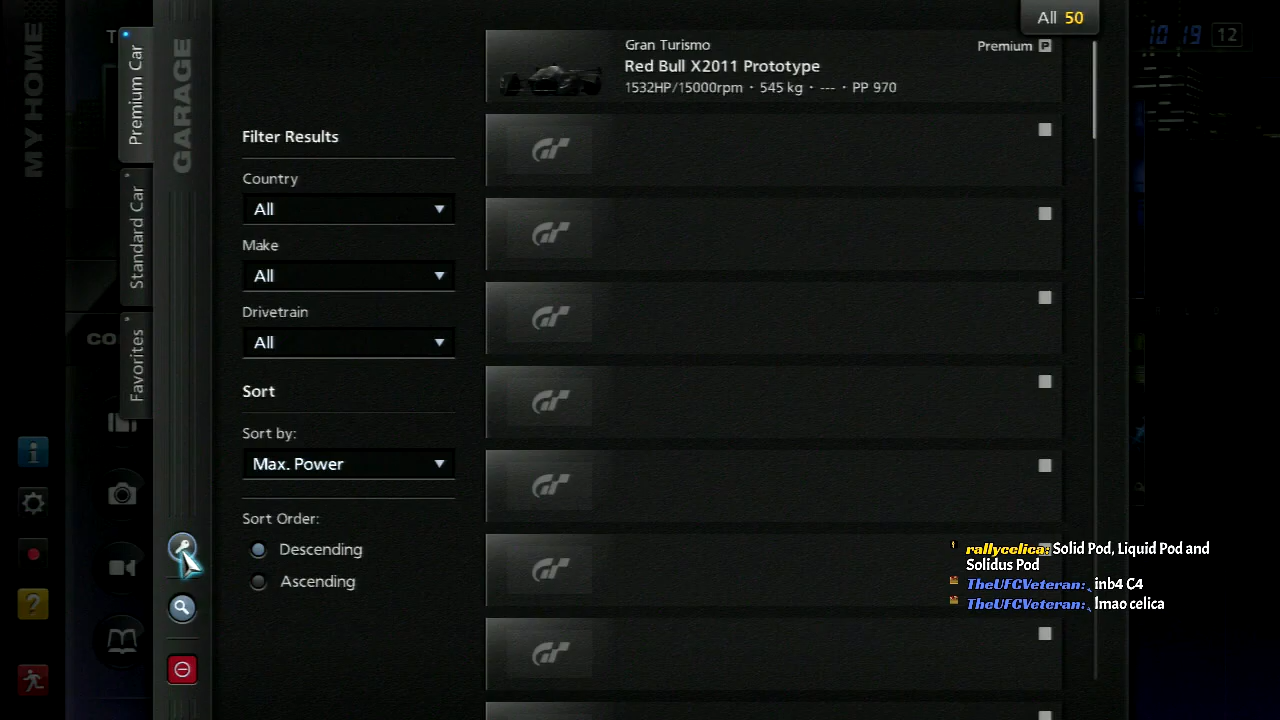 MY HOME
T
Premium Car
Standard Car
Favorites
GARAGE
CO
All 50
10 19 12
Gran Turismo
Premium P
Red Bull X2011 Prototype
1532HP/15000rpm · 545 kg · --- · PP 970
Filter Results
Country
All
Make
All
Drivetrain
All
Sort
Sort by:
Max. Power
Sort Order:
Descending
Ascending
rallycelica: Solid Pod, Liquid Pod and
Solidus Pod
TheUFCVeteran: inb4 C4
TheUFCVeteran: lmao celica